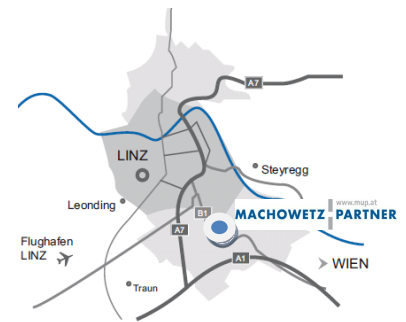 A7
LINZ
Steyregg
Leonding
www.mup.at
B1
MACHOWETZ PARTNER
A7
Flughafen
LINZ
A1
WIEN
Traun